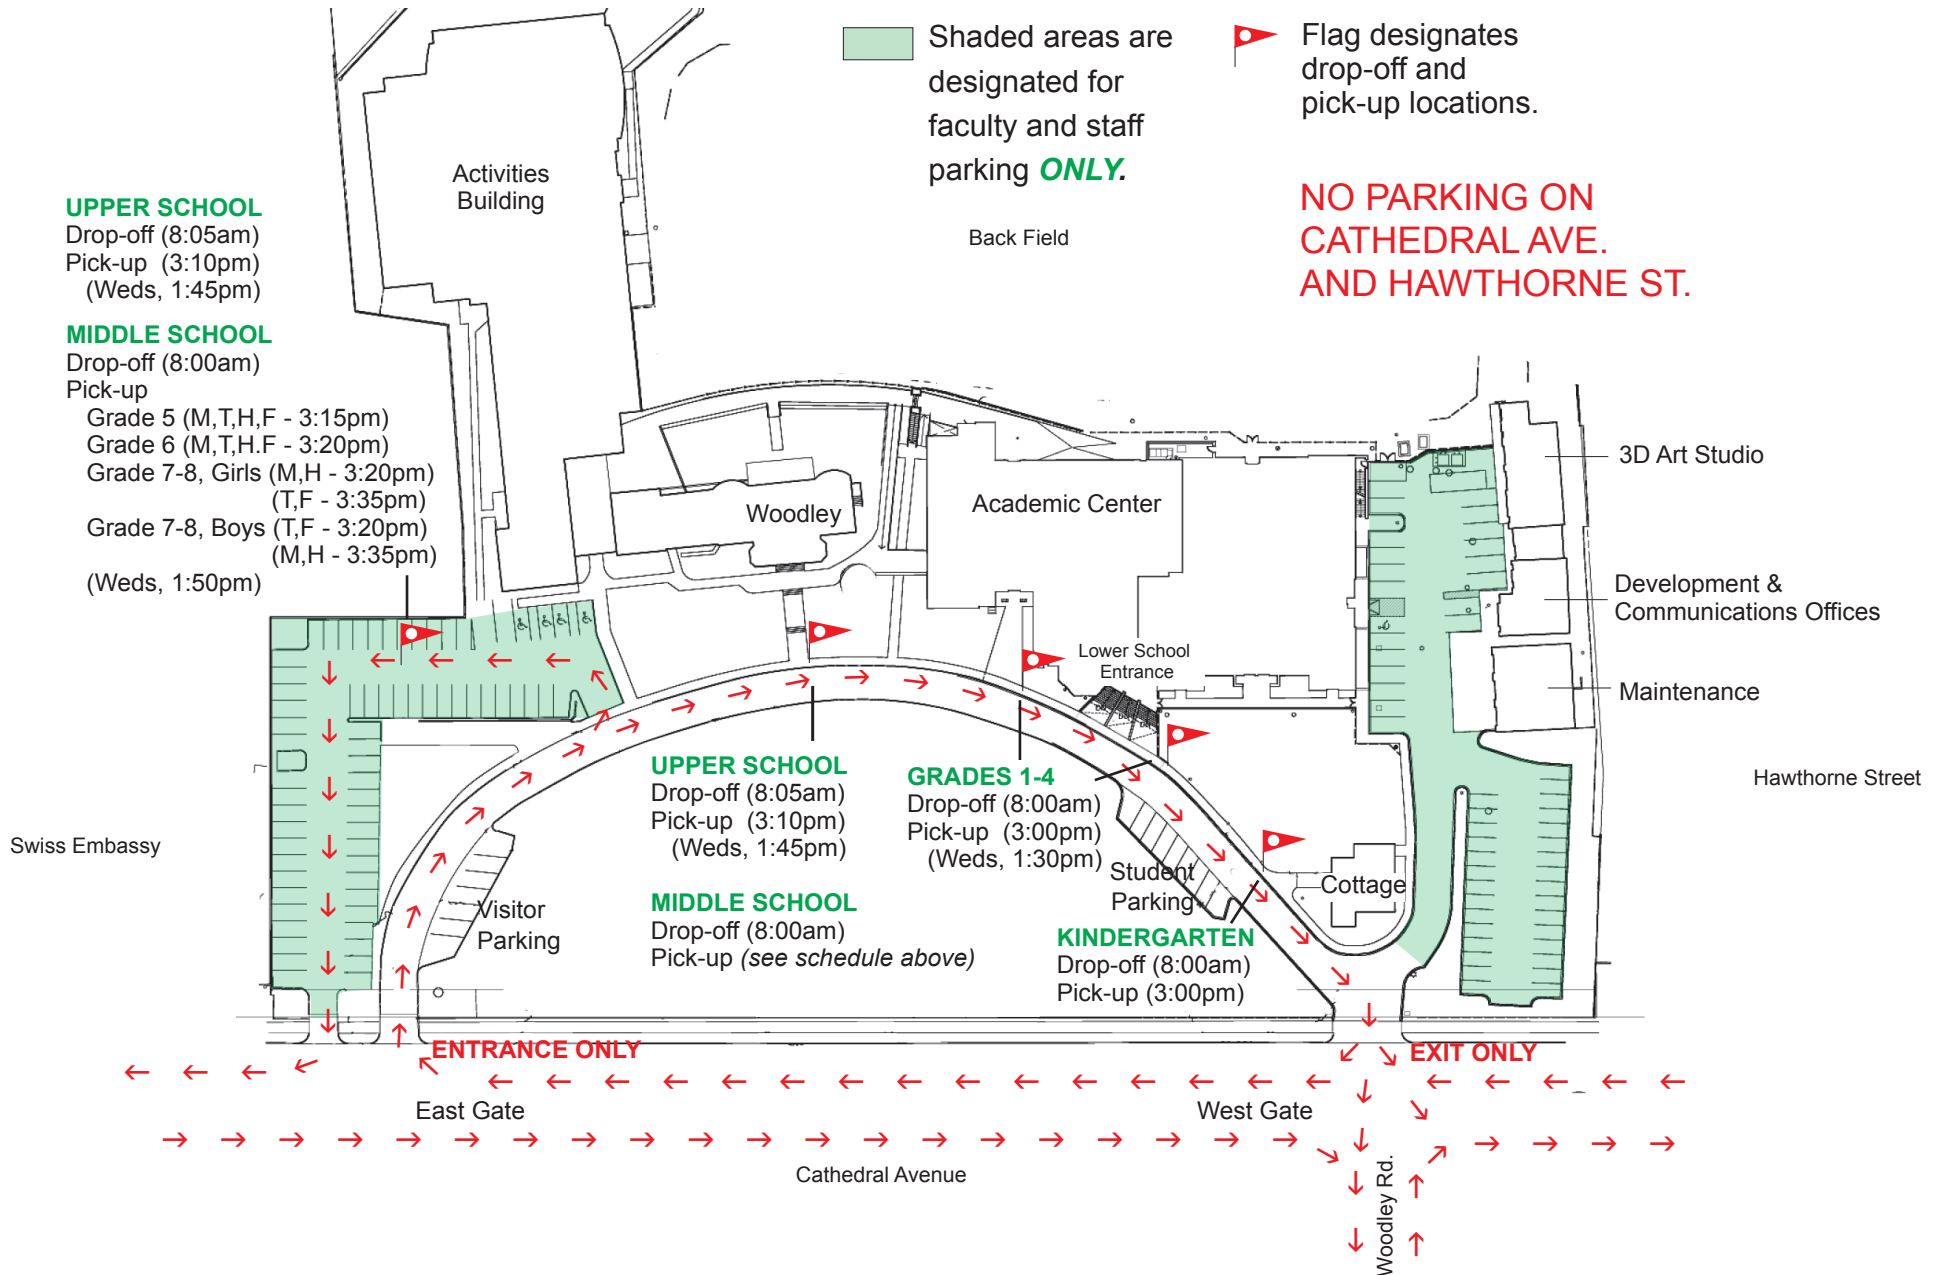 Shaded areas are
designated for
faculty and staff
parking ONLY.
Flag designates
drop-off and
pick-up locations.
NO PARKING ON
CATHEDRAL AVE.
AND HAWTHORNE ST.
Activities
Building
Back Field
UPPER SCHOOL
Drop-off (8:05am)
Pick-up (3:10pm)
(Weds, 1:45pm)
MIDDLE SCHOOL
Drop-off (8:00am)
Pick-up
Grade 5 (M,T,H,F - 3:15pm)
Grade 6 (M,T,H.F - 3:20pm)
Grade 7-8, Girls (M,H - 3:20pm)
(T,F - 3:35pm)
Grade 7-8, Boys (T,F - 3:20pm)
(M,H - 3:35pm)
(Weds, 1:50pm)
Woodley
Academic Center
3D Art Studio
Development &
Communications Offices
Maintenance
Lower School
Entrance
Hawthorne Street
Swiss Embassy
UPPER SCHOOL
Drop-off (8:05am)
Pick-up (3:10pm)
(Weds, 1:45pm)
MIDDLE SCHOOL
Drop-off (8:00am)
Pick-up (see schedule above)
GRADES 1-4
Drop-off (8:00am)
Pick-up (3:00pm)
(Weds, 1:30pm)
Student
Parking
Cottage
KINDERGARTEN
Drop-off (8:00am)
Pick-up (3:00pm)
Visitor
Parking
ENTRANCE ONLY
EXIT ONLY
East Gate
West Gate
Cathedral Avenue
Woodley Rd.